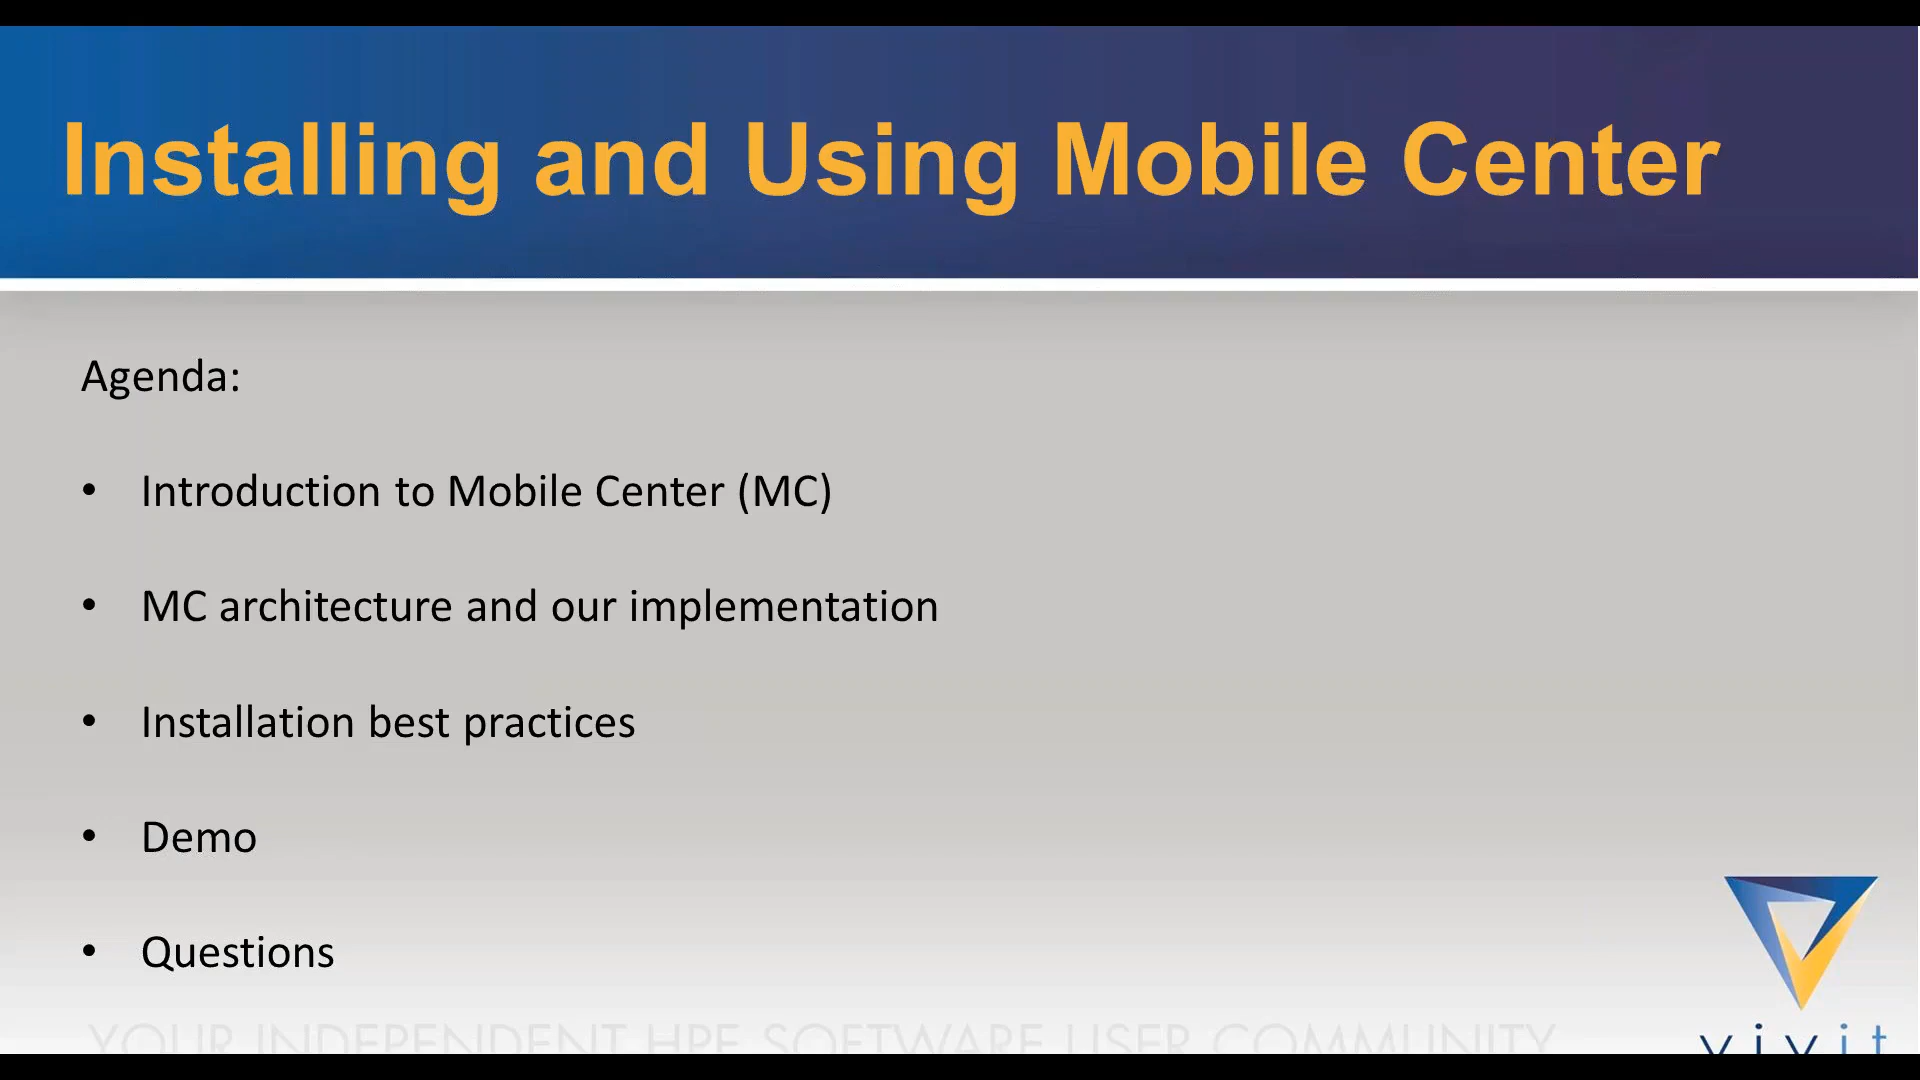 Installing and Using Mobile Center
Agenda:
• Introduction to Mobile Center (MC)
• MC architecture and our implementation
• Installation best practices
• Demo
• Questions
YOUR INDEPENDENT HPE SOFTWARE USER COMMUNITY
vivit